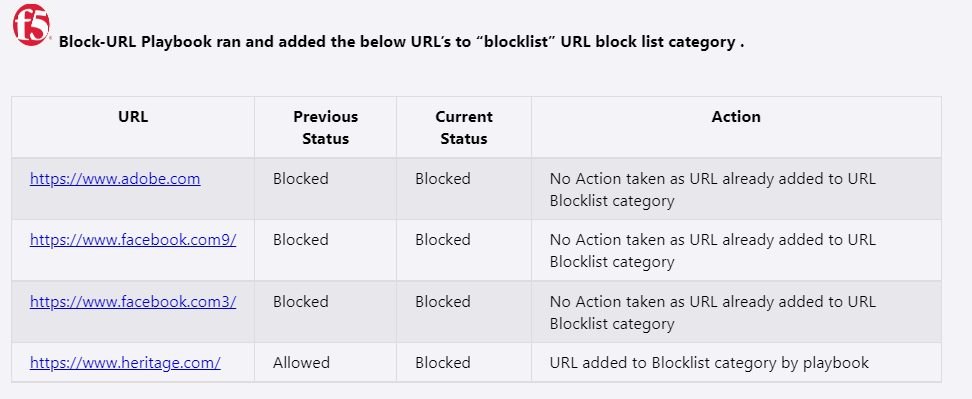 f5
Block-URL Playbook ran and added the below URL's to “blocklist” URL block list category .
URL
Previous
Status
Current
Status
Action
https://www.adobe.com
Blocked
Blocked
No Action taken as URL already added to URL
Blocklist category
https://www.facebook.com9/
Blocked
Blocked
No Action taken as URL already added to URL
Blocklist category
https://www.facebook.com3/
Blocked
Blocked
No Action taken as URL already added to URL
Blocklist category
https://www.heritage.com/
Allowed
Blocked
URL added to Blocklist category by playbook